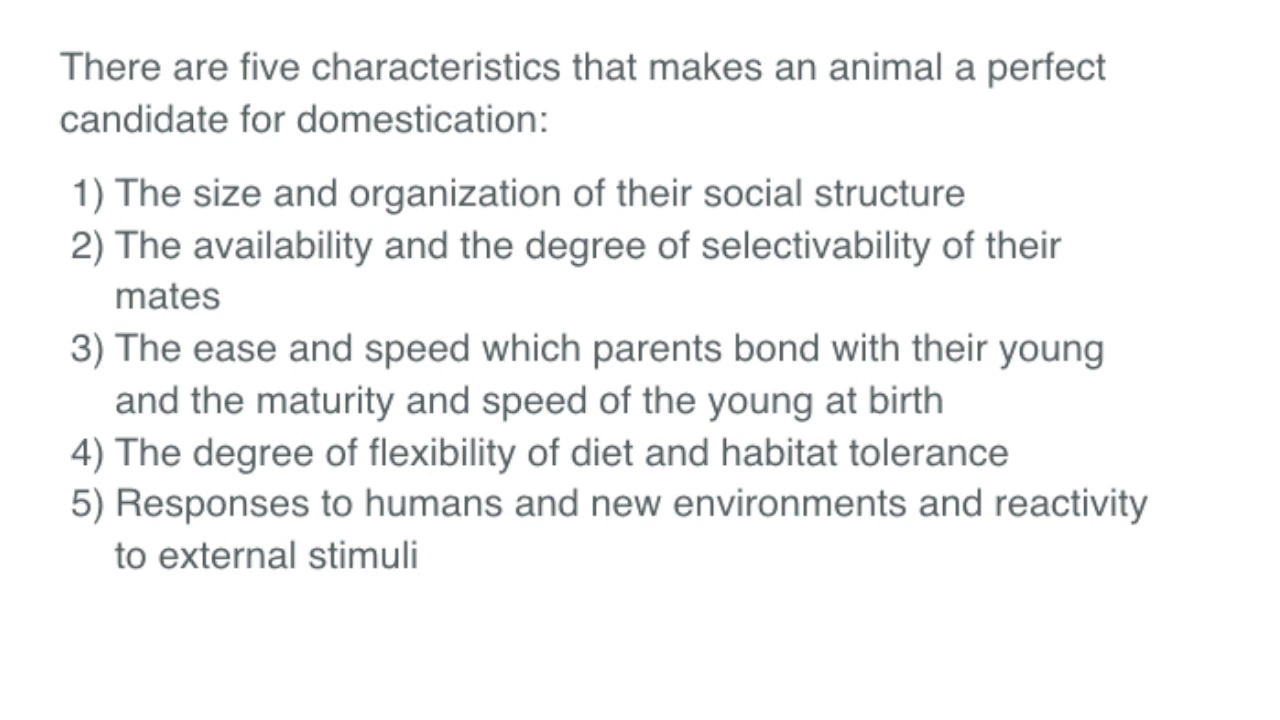 There are five characteristics that makes an animal a perfect
candidate for domestication:
1) The size and organization of their social structure
2) The availability and the degree of selectivability of their
mates
3) The ease and speed which parents bond with their young
and the maturity and speed of the young at birth
4) The degree of flexibility of diet and habitat tolerance
5) Responses to humans and new environments and reactivity
to external stimuli